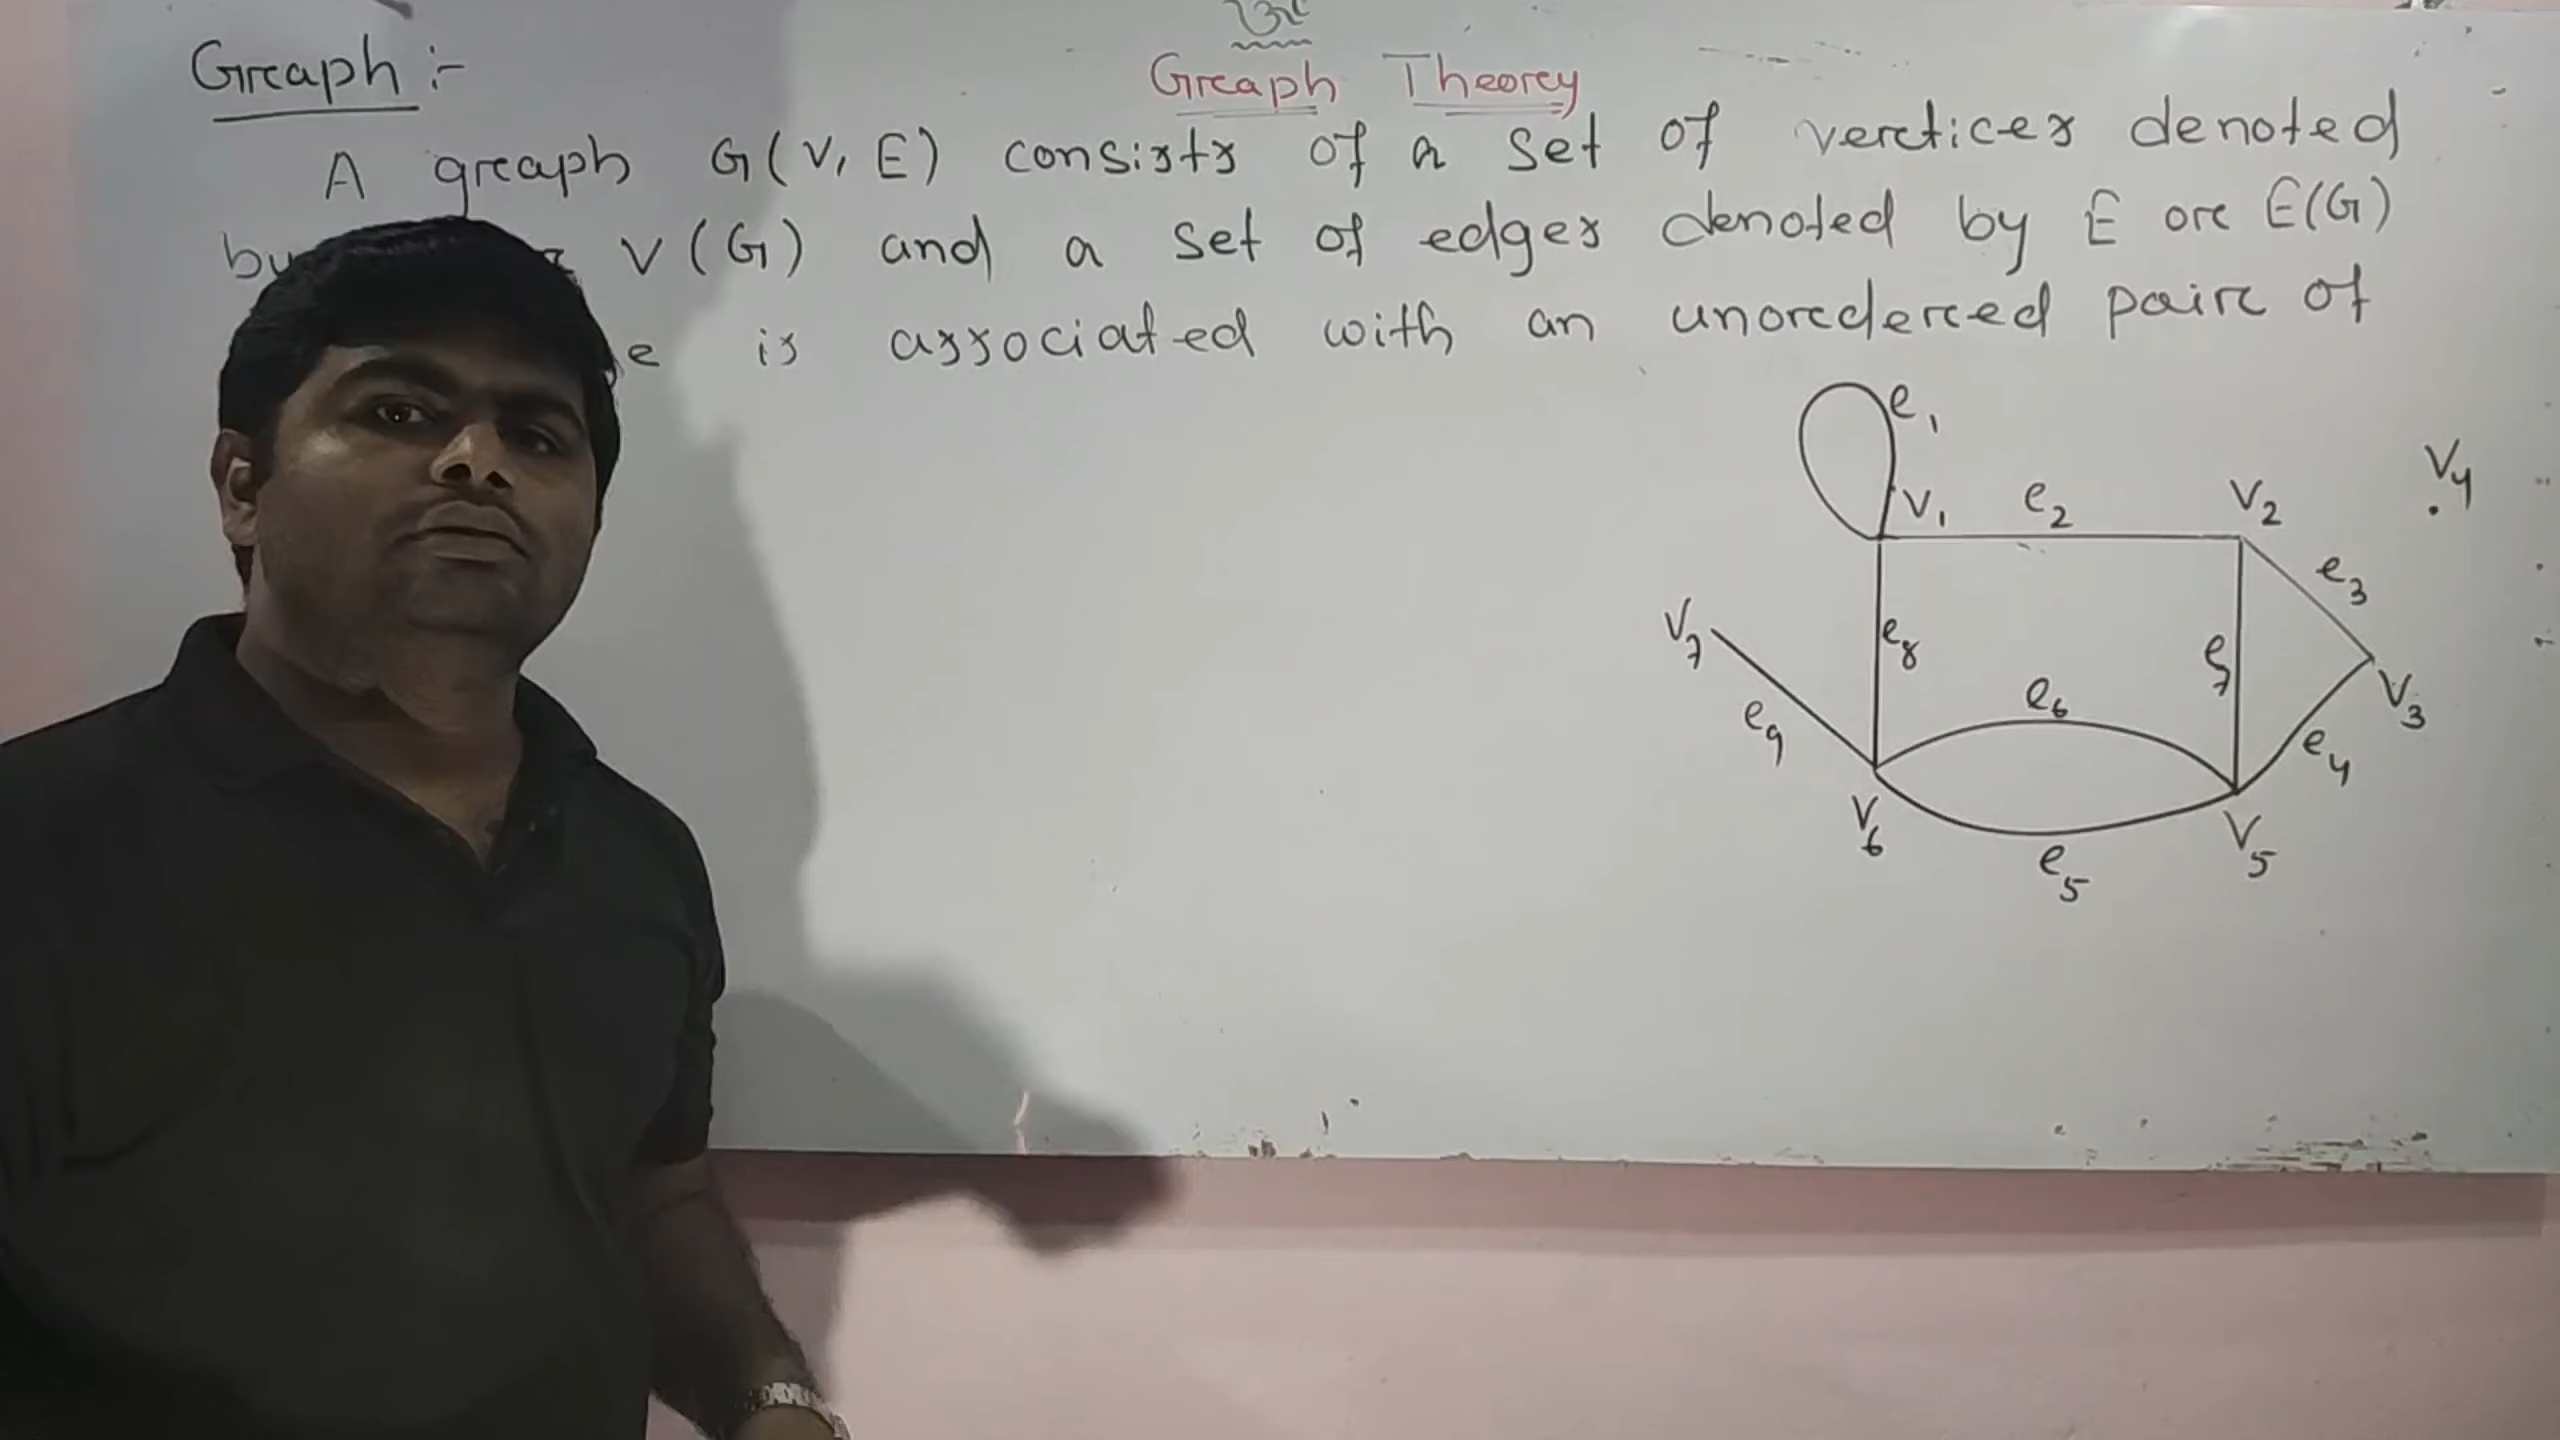 Graph :-
Graph Theory
A graph G(V, E) consists of a set of vertices denoted
by V(G) and a set of edges denoted by E or E(G)
e is associated with an unordered pair of
e1
V4
V1 e2 V2
e3
V7 e8 e7
V3
e9 e6
e4
V6 V5
e5